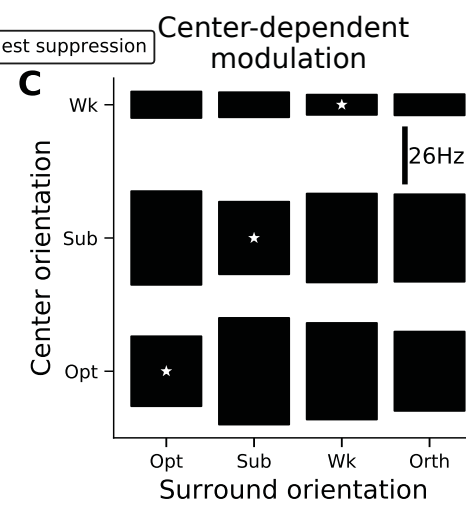 est suppression
Center-dependent
modulation
C
Center orientation
Wk
26Hz
Sub
Opt
Opt Sub Wk Orth
Surround orientation